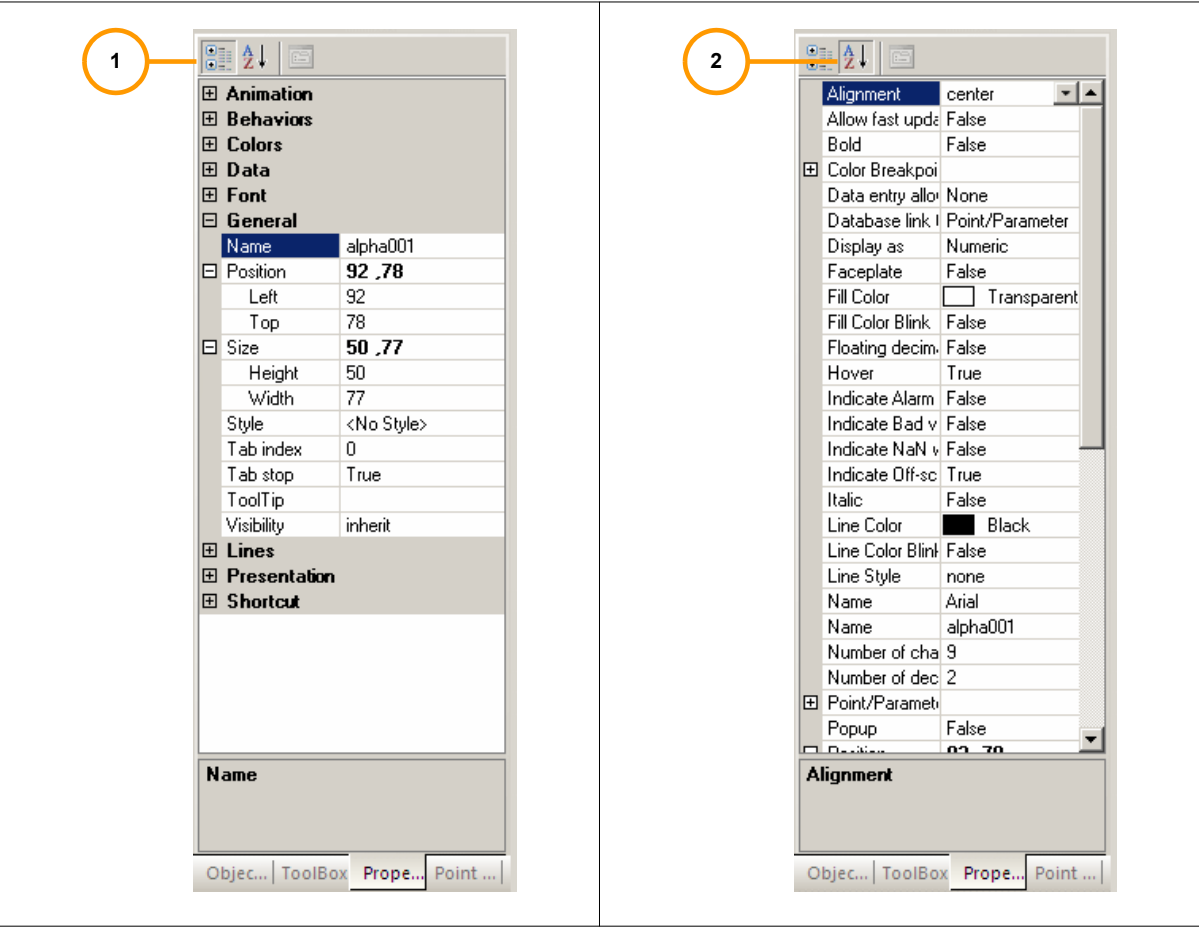 1
Animation
Behaviors
Colors
Data
Font
General
Name alpha001
Position 92 ,78
Left 92
Top 78
Size 50 ,77
Height 50
Width 77
Style <No Style>
Tab index 0
Tab stop True
ToolTip
Visibility inherit
Lines
Presentation
Shortcut
Name
Objec... ToolBox Prope... Point ...
2
Alignment center
Allow fast upda False
Bold False
Color Breakpoi
Data entry allo None
Database link Point/Parameter
Display as Numeric
Faceplate False
Fill Color Transparent
Fill Color Blink False
Floating decim False
Hover True
Indicate Alarm False
Indicate Bad v False
Indicate NaN v False
Indicate Off-sc True
Italic False
Line Color Black
Line Color Blin False
Line Style none
Name Arial
Name alpha001
Number of cha 9
Number of dec 2
Point/Paramet
Popup False
Position 92 ,78
Alignment
Objec... ToolBox Prope... Point ...